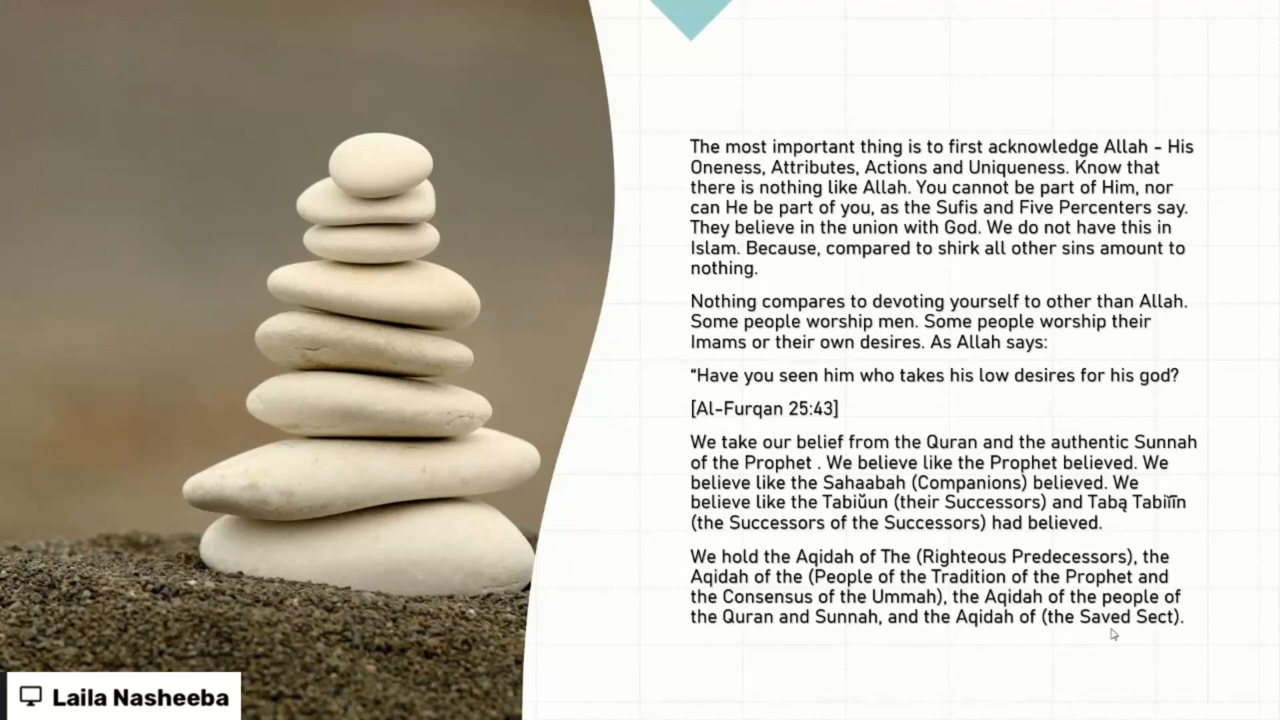 The most important thing is to first acknowledge Allah - His
Oneness, Attributes, Actions and Uniqueness. Know that
there is nothing like Allah. You cannot be part of Him, nor
can He be part of you, as the Sufis and Five Percenters say.
They believe in the union with God. We do not have this in
Islam. Because, compared to shirk all other sins amount to
nothing.
Nothing compares to devoting yourself to other than Allah.
Some people worship men. Some people worship their
Imams or their own desires. As Allah says:
“Have you seen him who takes his low desires for his god?
[Al-Furqan 25:43]
We take our belief from the Quran and the authentic Sunnah
of the Prophet . We believe like the Prophet believed. We
believe like the Sahaabah (Companions) believed. We
believe like the Tabiŭun (their Successors) and Tabą Tabiïīn
(the Successors of the Successors) had believed.
We hold the Aqidah of The (Righteous Predecessors), the
Aqidah of the (People of the Tradition of the Prophet and
the Consensus of the Ummah), the Aqidah of the people of
the Quran and Sunnah, and the Aqidah of (the Saved Sect).
Laila Nasheeba